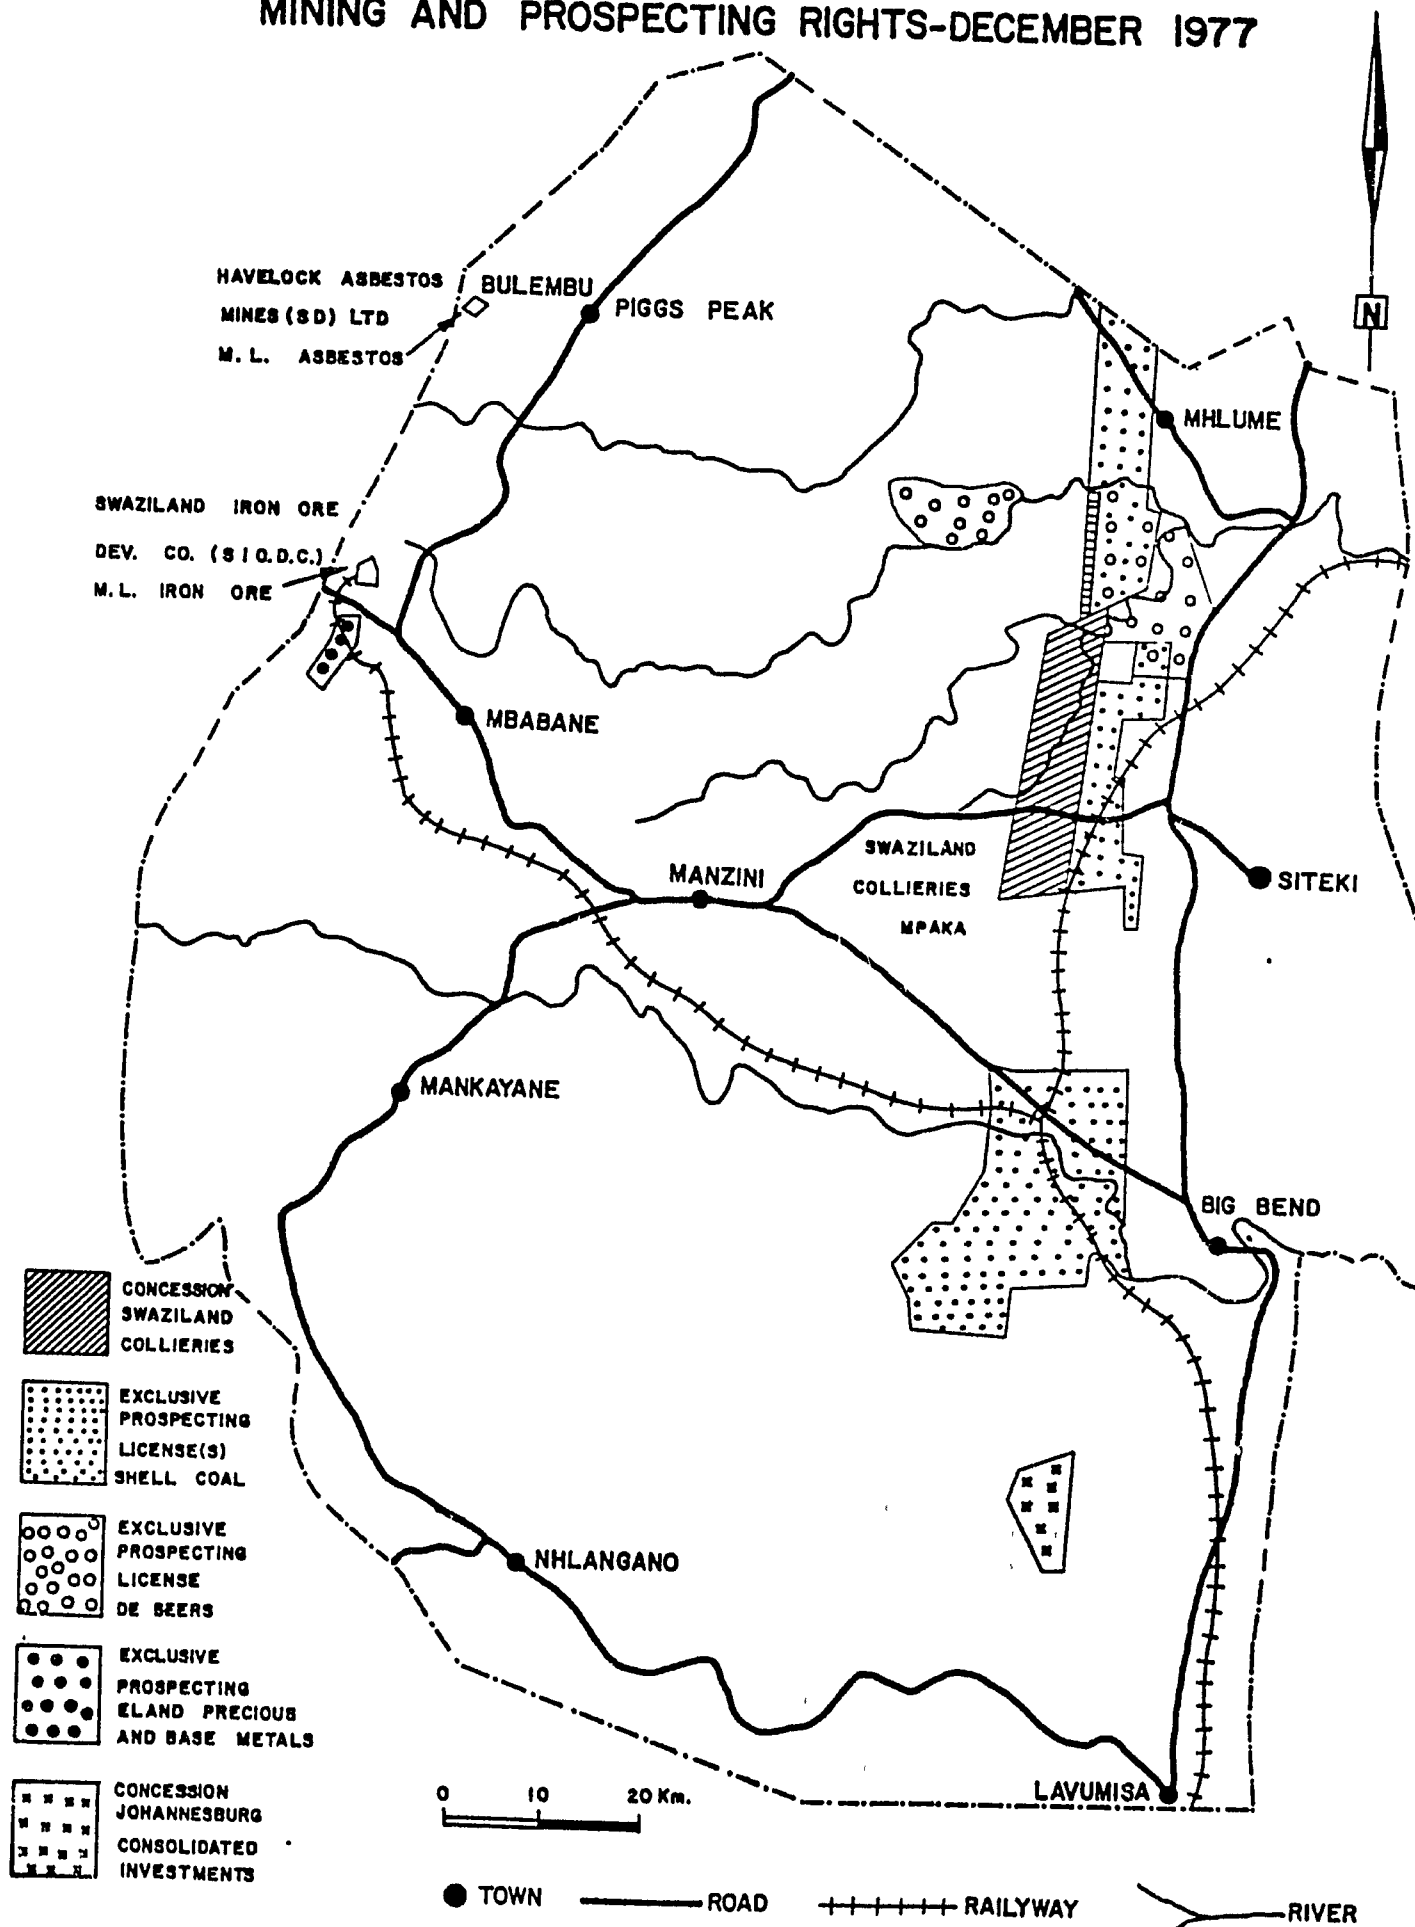 MINING AND PROSPECTING RIGHTS-DECEMBER 1977
N
HAVELOCK ASBESTOS
MINES (SD) LTD
M. L. ASBESTOS
BULEMBU
PIGGS PEAK
MHLUME
SWAZILAND IRON ORE
DEV. CO. (SIO.D.C.)
M.L. IRON ORE
MBABANE
MANZINI
SWAZILAND
COLLIERIES
MPAKA
SITEKI
MANKAYANE
BIG BEND
CONCESSION
SWAZILAND
COLLIERIES
EXCLUSIVE
PROSPECTING
LICENSE(S)
SHELL COAL
EXCLUSIVE
PROSPECTING
LICENSE
DE BEERS
NHLANGANO
EXCLUSIVE
PROSPECTING
ELAND PRECIOUS
AND BASE METALS
CONCESSION
JOHANNESBURG
CONSOLIDATED
INVESTMENTS
LAVUMISA
0 10 20 Km.
TOWN ROAD RAILYWAY RIVER